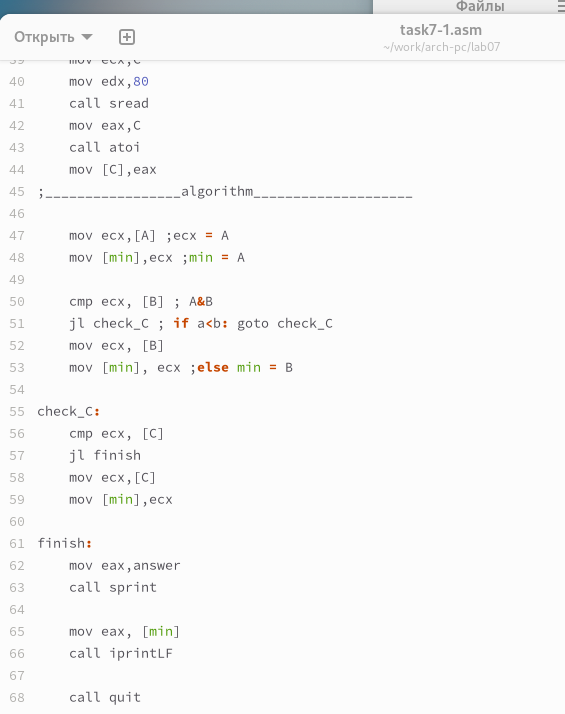 Файлы
Открыть
task7-1.asm
~/work/arch-pc/lab07
39    mov ecx,C
40    mov edx,80
41    call sread
42    mov eax,C
43    call atoi
44    mov [C],eax
45 ;_________________algorithm____________________
46
47    mov ecx,[A] ;ecx = A
48    mov [min],ecx ;min = A
49
50    cmp ecx, [B] ; A&B
51    jl check_C ; if a<b: goto check_C
52    mov ecx, [B]
53    mov [min], ecx ;else min = B
54
55 check_C:
56    cmp ecx, [C]
57    jl finish
58    mov ecx,[C]
59    mov [min],ecx
60
61 finish:
62    mov eax,answer
63    call sprint
64
65    mov eax, [min]
66    call iprintLF
67
68    call quit